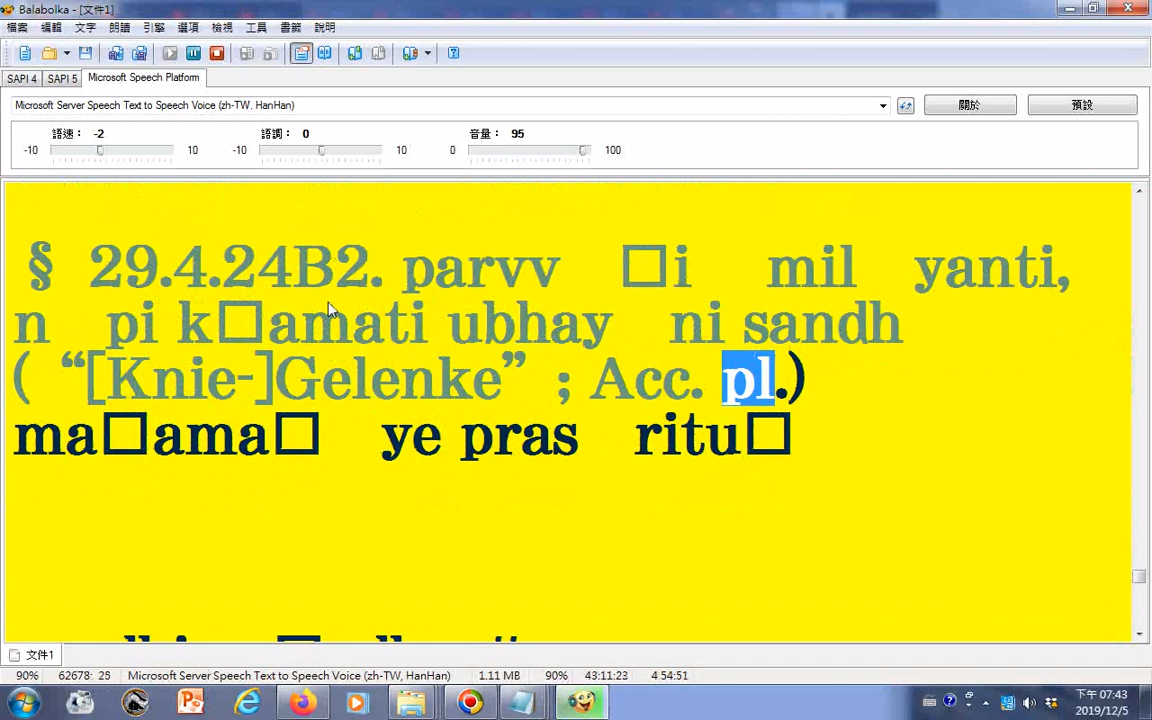 Balabolka - [文件1]
檔案 編輯 文字 朗讀 引擎 選項 檢視 工具 書籤 說明
SAPI 4 SAPI 5 Microsoft Speech Platform
Microsoft Server Speech Text to Speech Voice (zh-TW, HanHan) 關於 預設
語速： -2 語調： 0 音量： 95
-10 10 -10 10 0 100
§ 29.4.24B2. parvv □i mil yanti,
n pi k□amati ubhay ni sandh
( “[Knie-]Gelenke” ; Acc. pl.)
ma□ama□ ye pras ritu□
文件1
90% 62678: 25 Microsoft Server Speech Text to Speech Voice (zh-TW, HanHan) 1.11 MB 90% 43:11:23 4:54:51
下午 07:43
2019/12/5